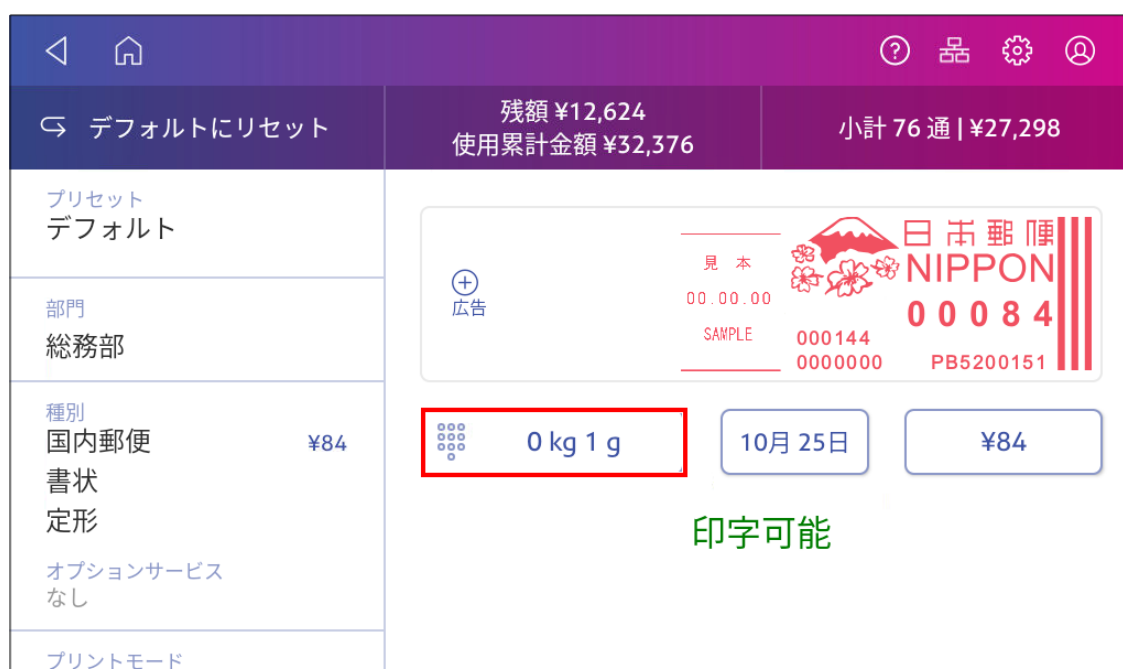 デフォルトにリセット
残額 ¥12,624
使用累計金額 ¥32,376
小計 76 通 | ¥27,298
プリセット
デフォルト
部門
総務部
種別
国内郵便 ¥84
書状
定形
オプションサービス
なし
プリントモード
広告
見 本
00.00.00
SAMPLE
日本郵便
NIPPON
00084
000144
0000000
PB5200151
0 kg 1 g
10月 25日
¥84
印字可能